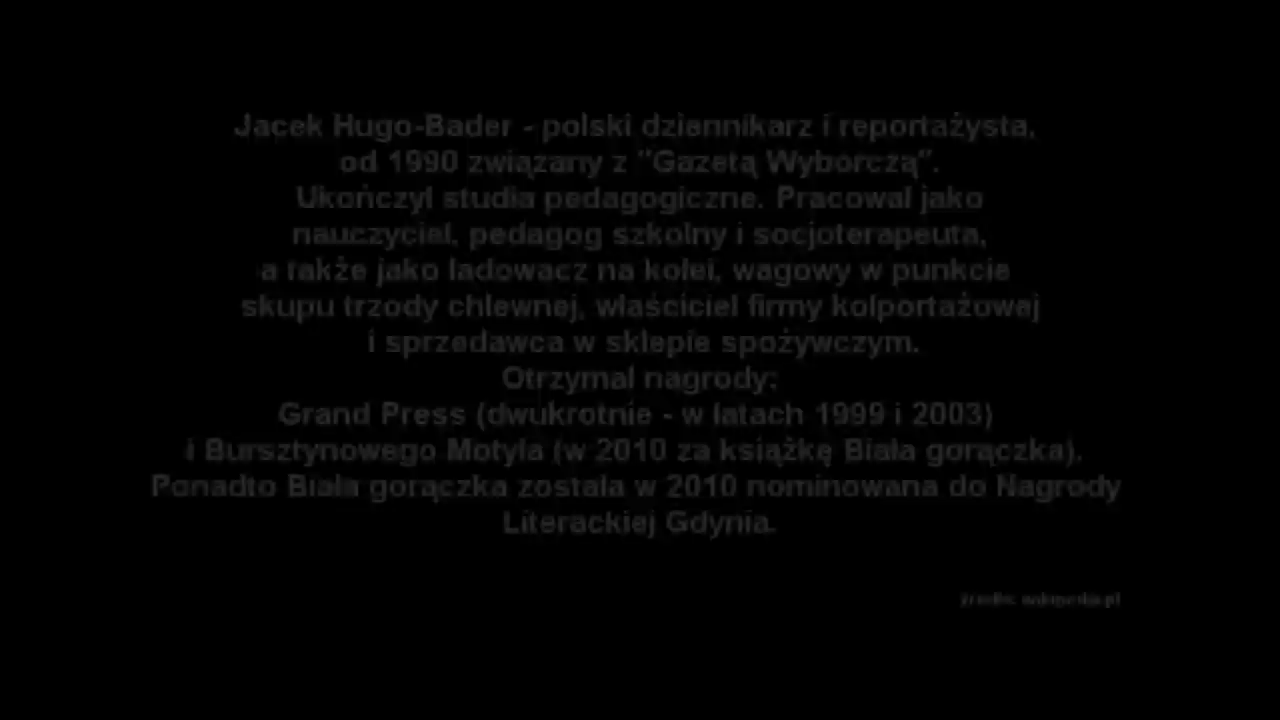 Jacek Hugo-Bader - polski dziennikarz i reportażysta,
od 1990 związany z "Gazetą Wyborczą".
Ukończył studia pedagogiczne. Pracował jako
nauczyciel, pedagog szkolny i socjoterapeuta,
a także jako ładowacz na kolei, wagowy w punkcie
skupu trzody chlewnej, właściciel firmy kolportażowej
i sprzedawca w sklepie spożywczym.
Otrzymał nagrody:
Grand Press (dwukrotnie - w latach 1999 i 2003)
i Bursztynowego Motyla (w 2010 za książkę Biała gorączka).
Ponadto Biała gorączka została w 2010 nominowana do Nagrody
Literackiej Gdynia.